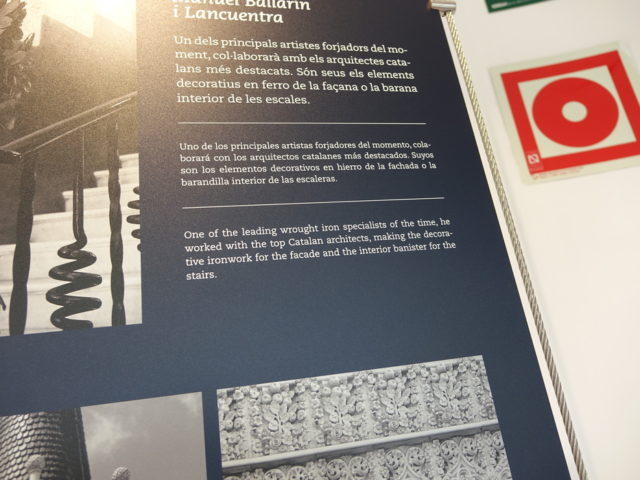 Manuel Ballarín
i Lancuentra
Un dels principals artistes forjadors del mo-
ment, col·laborarà amb els arquitectes cata-
lans més destacats. Són seus els elements
decoratius en ferro de la façana o la barana
interior de les escales.
Uno de los principales artistas forjadores del momento, cola-
borará con los arquitectos catalanes más destacados. Suyos
son los elementos decorativos en hierro de la fachada o la
barandilla interior de las escaleras.
One of the leading wrought iron specialists of the time, he
worked with the top Catalan architects, making the decora-
tive ironwork for the facade and the interior banister for the
stairs.